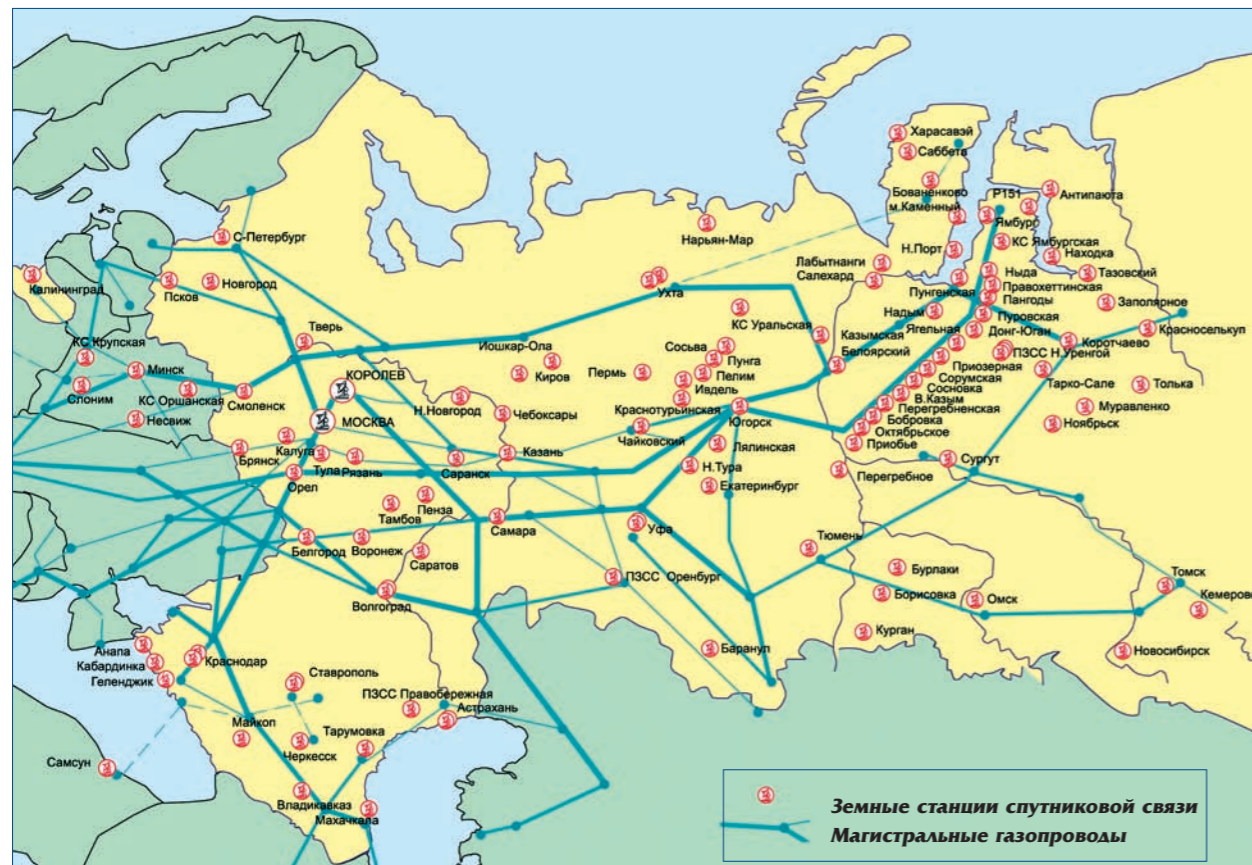 Харасавэй
Саббета
Бованенково
м.Каменный
Р151
Антипаюта
Ямбург
С-Петербург
Нарьян-Мар
Н.Порт
КС Ямбургская
Находка
Лабытнанги
Салехард
Ныда
Тазовский
Калининград
Псков
Новгород
Ухта
Пунгенская
Правохеттинская
Пангоды
Заполярное
КС Уральская
Надым
Пуровская
Тверь
Казымская
Ягельная
Донг-Юган
Коротчаево
Красноселькуп
КС Крупская
Йошкар-Ола
Сосьва
Белоярский
ПЗСС Н.Уренгой
Минск
Пунга
Приозерная
КОРОЛЕВ
Киров
Пермь
Пелим
Сорумская
Тарко-Сале
Толька
Слоним
КС Оршанская
Ивдель
Сосновка
Смоленск
Н.Новгород
Чебоксары
Краснотурьинская
В.Казым
Муравленко
Несвиж
МОСКВА
Югорск
Перегребненская
Ноябрьск
Чайковский
Бобровка
Октябрьское
Калуга
Лялинская
Приобье
Брянск
Казань
Тула
Рязань
Саранск
Н.Тура
Сургут
Перегребное
Орел
Екатеринбург
Пенза
Тамбов
Самара
Уфа
Белгород
Воронеж
Тюмень
Саратов
Бурлаки
ПЗСС Оренбург
Томск
Волгоград
Борисовка
Омск
Кемерово
Курган
Анапа
Баранул
Новосибирск
Кабардинка
Краснодар
Геленджик
Ставрополь
ПЗСС Правобережная
Астрахань
Майкоп
Тарумовка
Черкесск
Самсун
Владикавказ
Махачкала
Земные станции спутниковой связи
Магистральные газопроводы